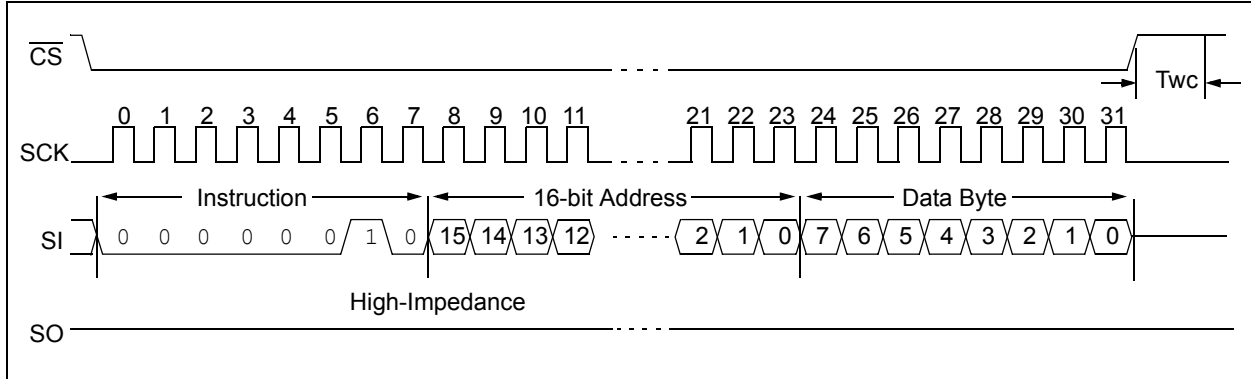 CS
Twc
0 1 2 3 4 5 6 7 8 9 10 11 21 22 23 24 25 26 27 28 29 30 31
SCK
Instruction 16-bit Address Data Byte
SI 0 0 0 0 0 0 1 0 15 14 13 12 2 1 0 7 6 5 4 3 2 1 0
High-Impedance
SO